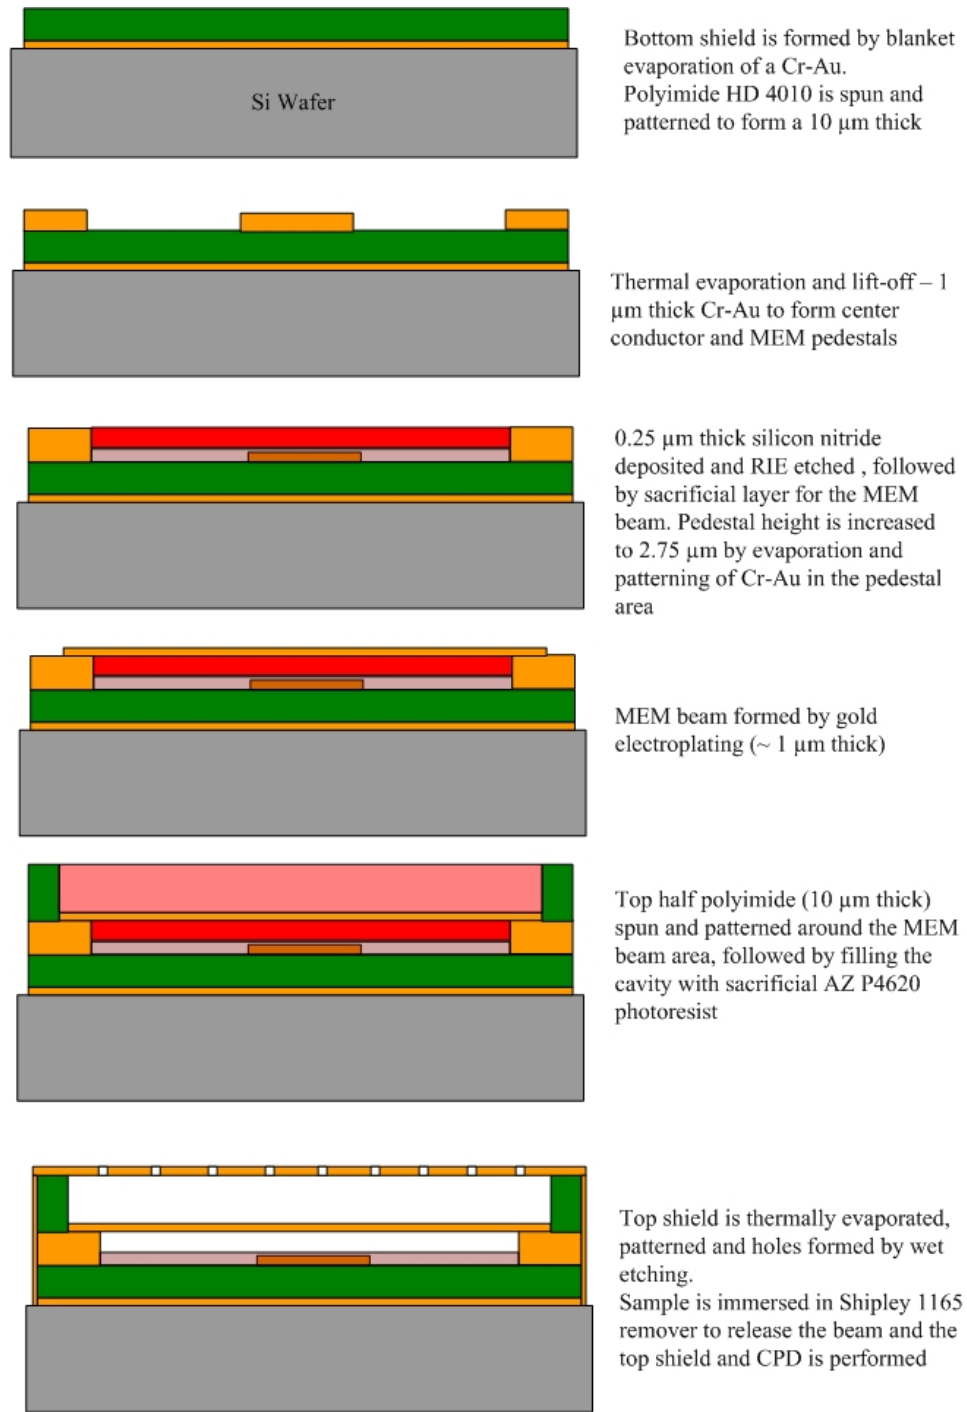 Bottom shield is formed by blanket
evaporation of a Cr-Au.
Polyimide HD 4010 is spun and
patterned to form a 10 µm thick
Si Wafer
Thermal evaporation and lift-off – 1
µm thick Cr-Au to form center
conductor and MEM pedestals
0.25 µm thick silicon nitride
deposited and RIE etched , followed
by sacrificial layer for the MEM
beam. Pedestal height is increased
to 2.75 µm by evaporation and
patterning of Cr-Au in the pedestal
area
MEM beam formed by gold
electroplating (~ 1 µm thick)
Top half polyimide (10 µm thick)
spun and patterned around the MEM
beam area, followed by filling the
cavity with sacrificial AZ P4620
photoresist
Top shield is thermally evaporated,
patterned and holes formed by wet
etching.
Sample is immersed in Shipley 1165
remover to release the beam and the
top shield and CPD is performed